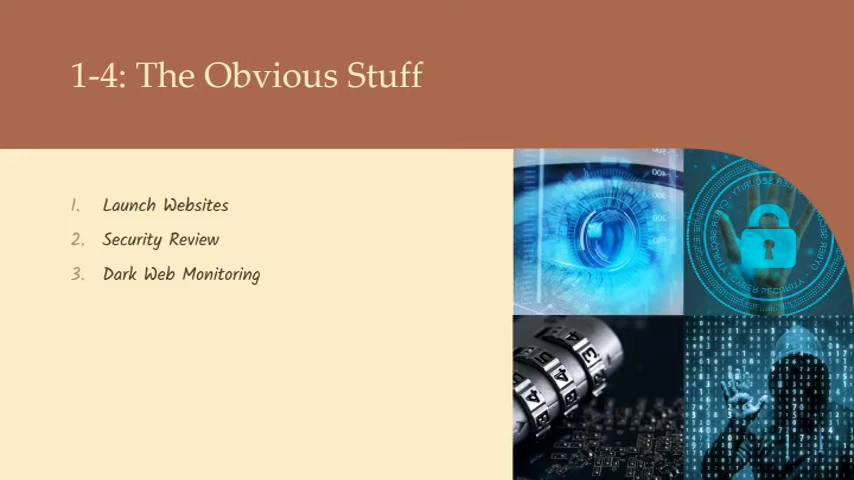 1-4: The Obvious Stuff
1. Launch Websites
2. Security Review
3. Dark Web Monitoring